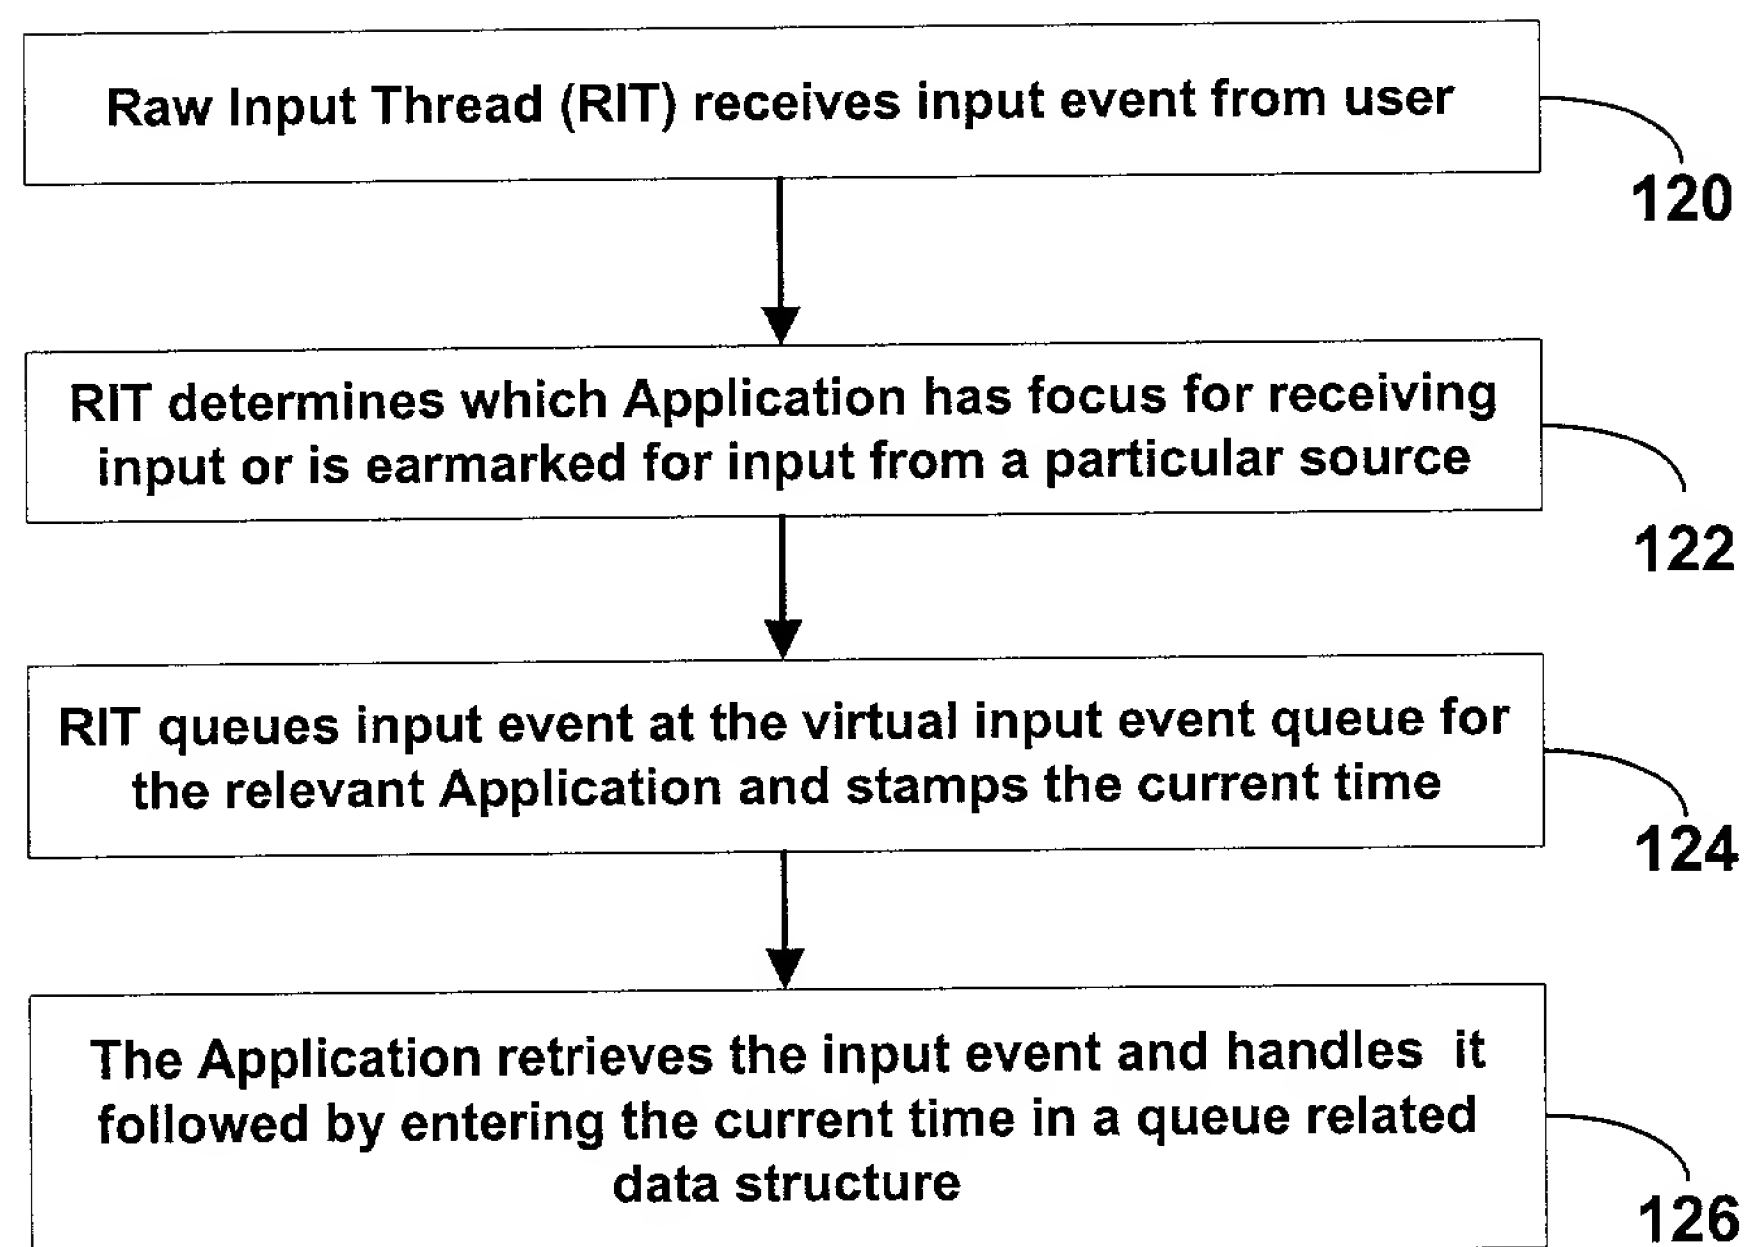 Raw Input Thread (RIT) receives input event from user
120
RIT determines which Application has focus for receiving
input or is earmarked for input from a particular source
122
RIT queues input event at the virtual input event queue for
the relevant Application and stamps the current time
124
The Application retrieves the input event and handles it
followed by entering the current time in a queue related
data structure
126